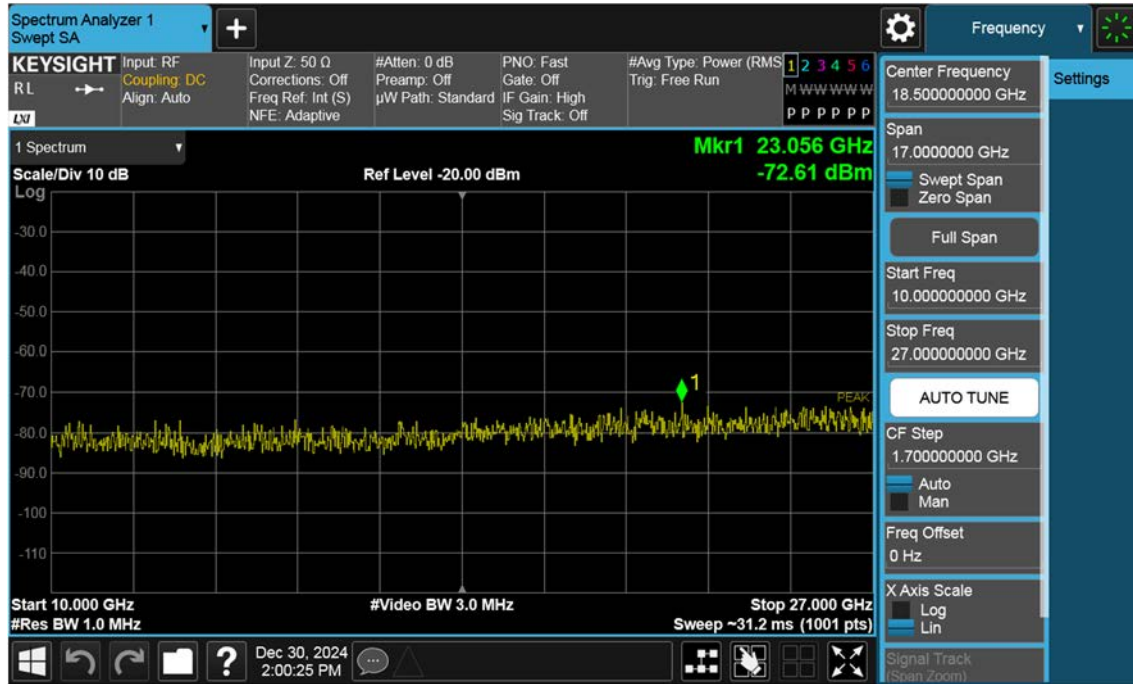 Spectrum Analyzer 1
Swept SA
Frequency
KEYSIGHT
R L
LXI
Input: RF
Coupling: DC
Align: Auto
Input Z: 50 Ω
Corrections: Off
Freq Ref: Int (S)
NFE: Adaptive
#Atten: 0 dB
Preamp: Off
µW Path: Standard
PNO: Fast
Gate: Off
IF Gain: High
Sig Track: Off
#Avg Type: Power (RMS
Trig: Free Run
1 2 3 4 5 6
M W W W W W
P P P P P P
1 Spectrum
Scale/Div 10 dB
Ref Level -20.00 dBm
Mkr1 23.056 GHz
-72.61 dBm
Log
-30.0
-40.0
-50.0
-60.0
-70.0
-80.0
-90.0
-100
-110
1
PEAK
Start 10.000 GHz
#Video BW 3.0 MHz
Stop 27.000 GHz
#Res BW 1.0 MHz
Sweep ~31.2 ms (1001 pts)
Dec 30, 2024
2:00:25 PM
Center Frequency
18.500000000 GHz
Span
17.0000000 GHz
Swept Span
Zero Span
Full Span
Start Freq
10.000000000 GHz
Stop Freq
27.000000000 GHz
AUTO TUNE
CF Step
1.700000000 GHz
Auto
Man
Freq Offset
0 Hz
X Axis Scale
Log
Lin
Signal Track
(Span Zoom)
Settings